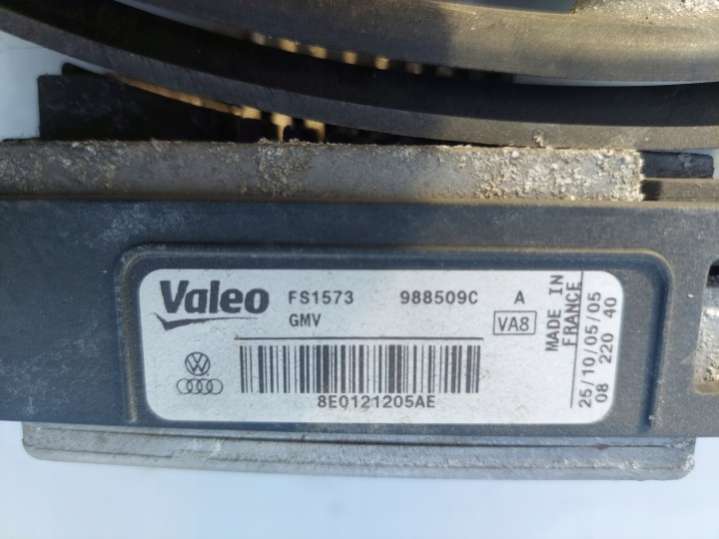 Valeo FS1573 988509C A
GMV VA8
8E0121205AE
MADE IN
FRANCE
25/10/05/05
08 220 40